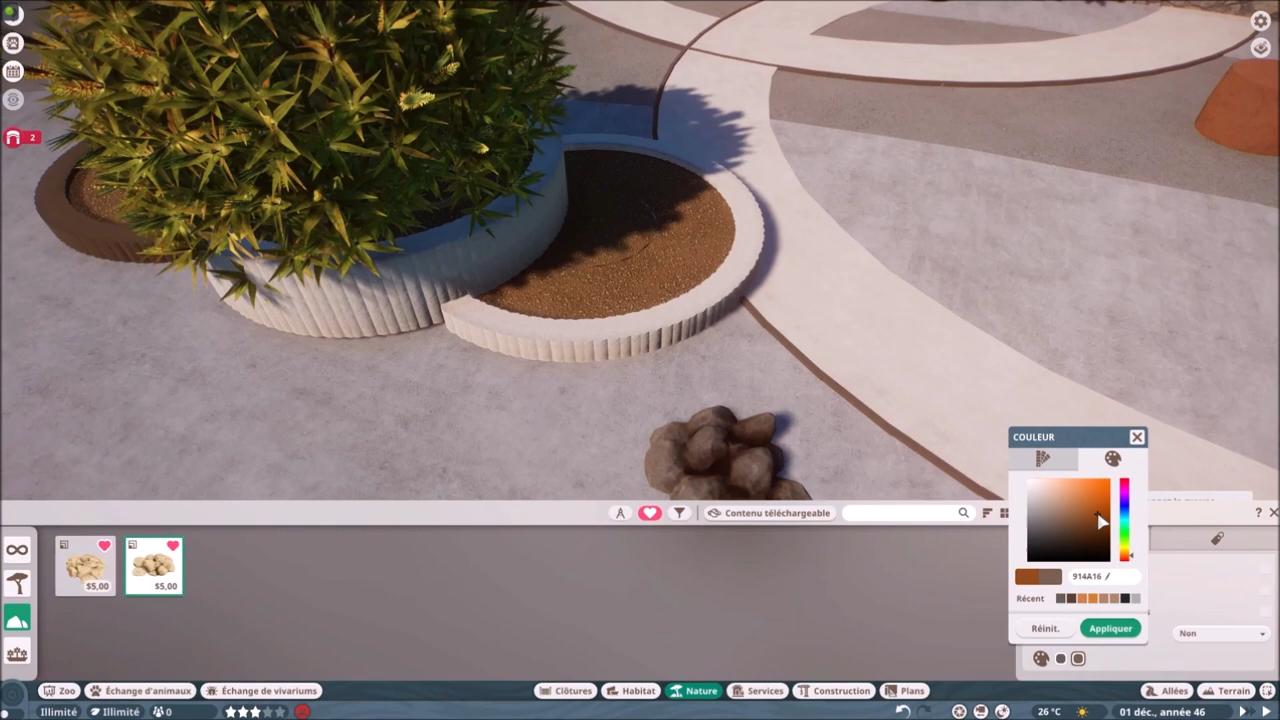 2
COULEUR
Contenu téléchargeable
?
$5,00
$5,00
914A16 /
Récent
Réinit.
Appliquer
Non
Zoo
Échange d'animaux
Échange de vivariums
Clôtures
Habitat
Nature
Services
Construction
Plans
Allées
Terrain
Illimité
Illimité
0
26 °C
01 déc., année 46